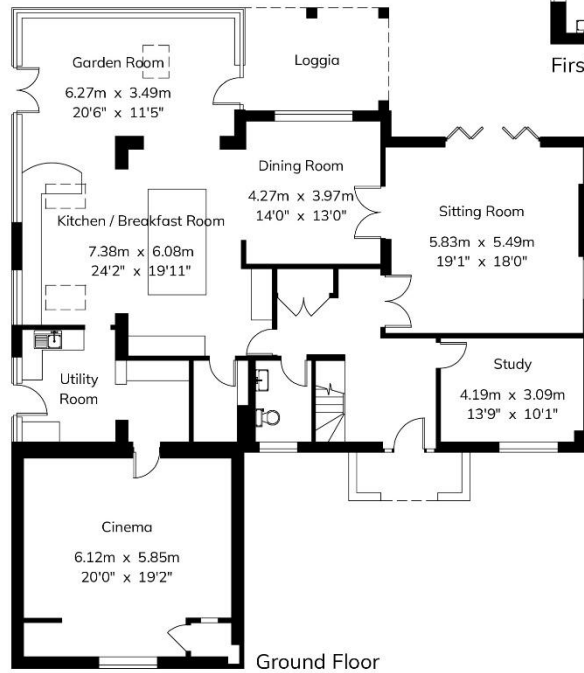 Firs
Garden Room
6.27m x 3.49m
20'6" x 11'5"
Loggia
Dining Room
4.27m x 3.97m
14'0" x 13'0"
Kitchen / Breakfast Room
7.38m x 6.08m
24'2" x 19'11"
Sitting Room
5.83m x 5.49m
19'1" x 18'0"
Utility
Room
Study
4.19m x 3.09m
13'9" x 10'1"
Cinema
6.12m x 5.85m
20'0" x 19'2"
Ground Floor